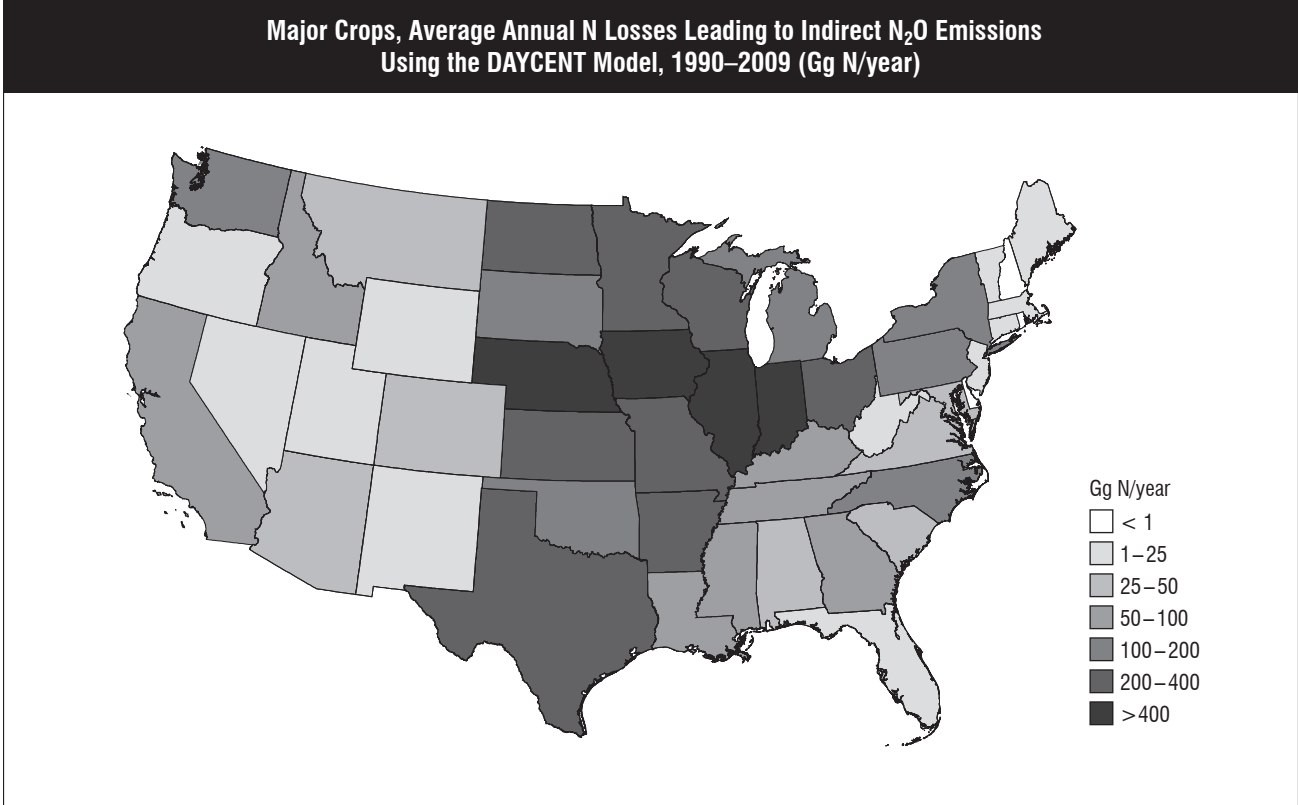 Major Crops, Average Annual N Losses Leading to Indirect N₂O Emissions
Using the DAYCENT Model, 1990–2009 (Gg N/year)
Gg N/year
< 1
1–25
25–50
50–100
100–200
200–400
>400